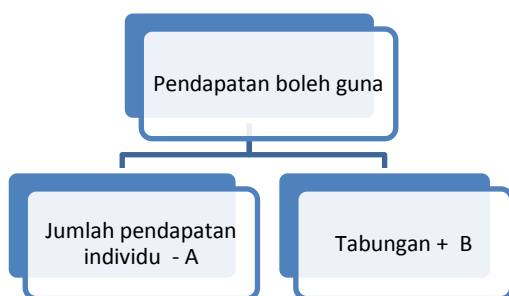 Pendapatan boleh guna
Jumlah pendapatan
individu - A
Tabungan + B